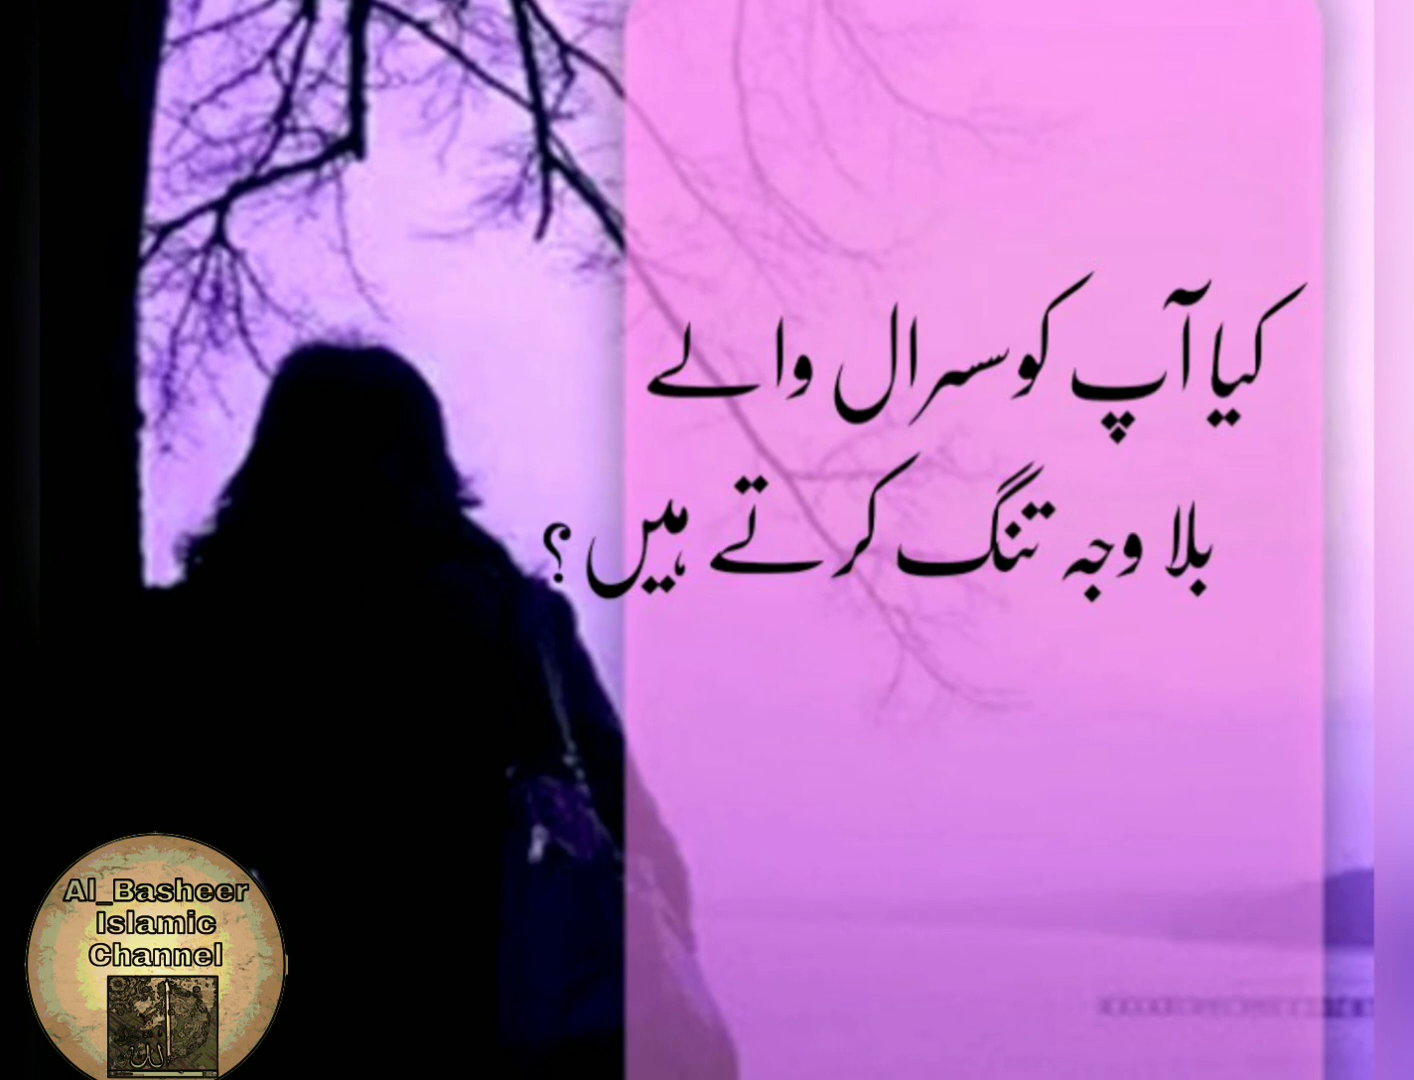 کیا آپ کو سسرال والے
بلا وجہ تنگ کرتے ہیں ؟
Al_Basheer
Islamic
Channel